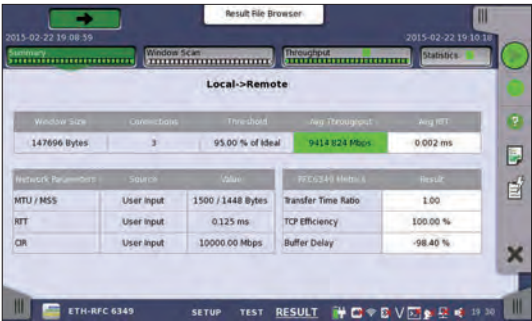 Result File Browser
2015-02-22 19:08:59
2015-02-22 19:10:18
Summary
Window Scan
Throughput
Statistics
Local->Remote
Window Size Connections Threshold Avg Throughput Avg RTT
147696 Bytes 3 95.00 % of Ideal 9414.824 Mbps 0.002 ms
Network Parameters Source Value
MTU / MSS User Input 1500 / 1448 Bytes
RTT User Input 0.125 ms
CIR User Input 10000.00 Mbps
RFC6349 Metrics Result
Transfer Time Ratio 1.00
TCP Efficiency 100.00 %
Buffer Delay -98.40 %
ETH-RFC 6349 SETUP TEST RESULT 19 30